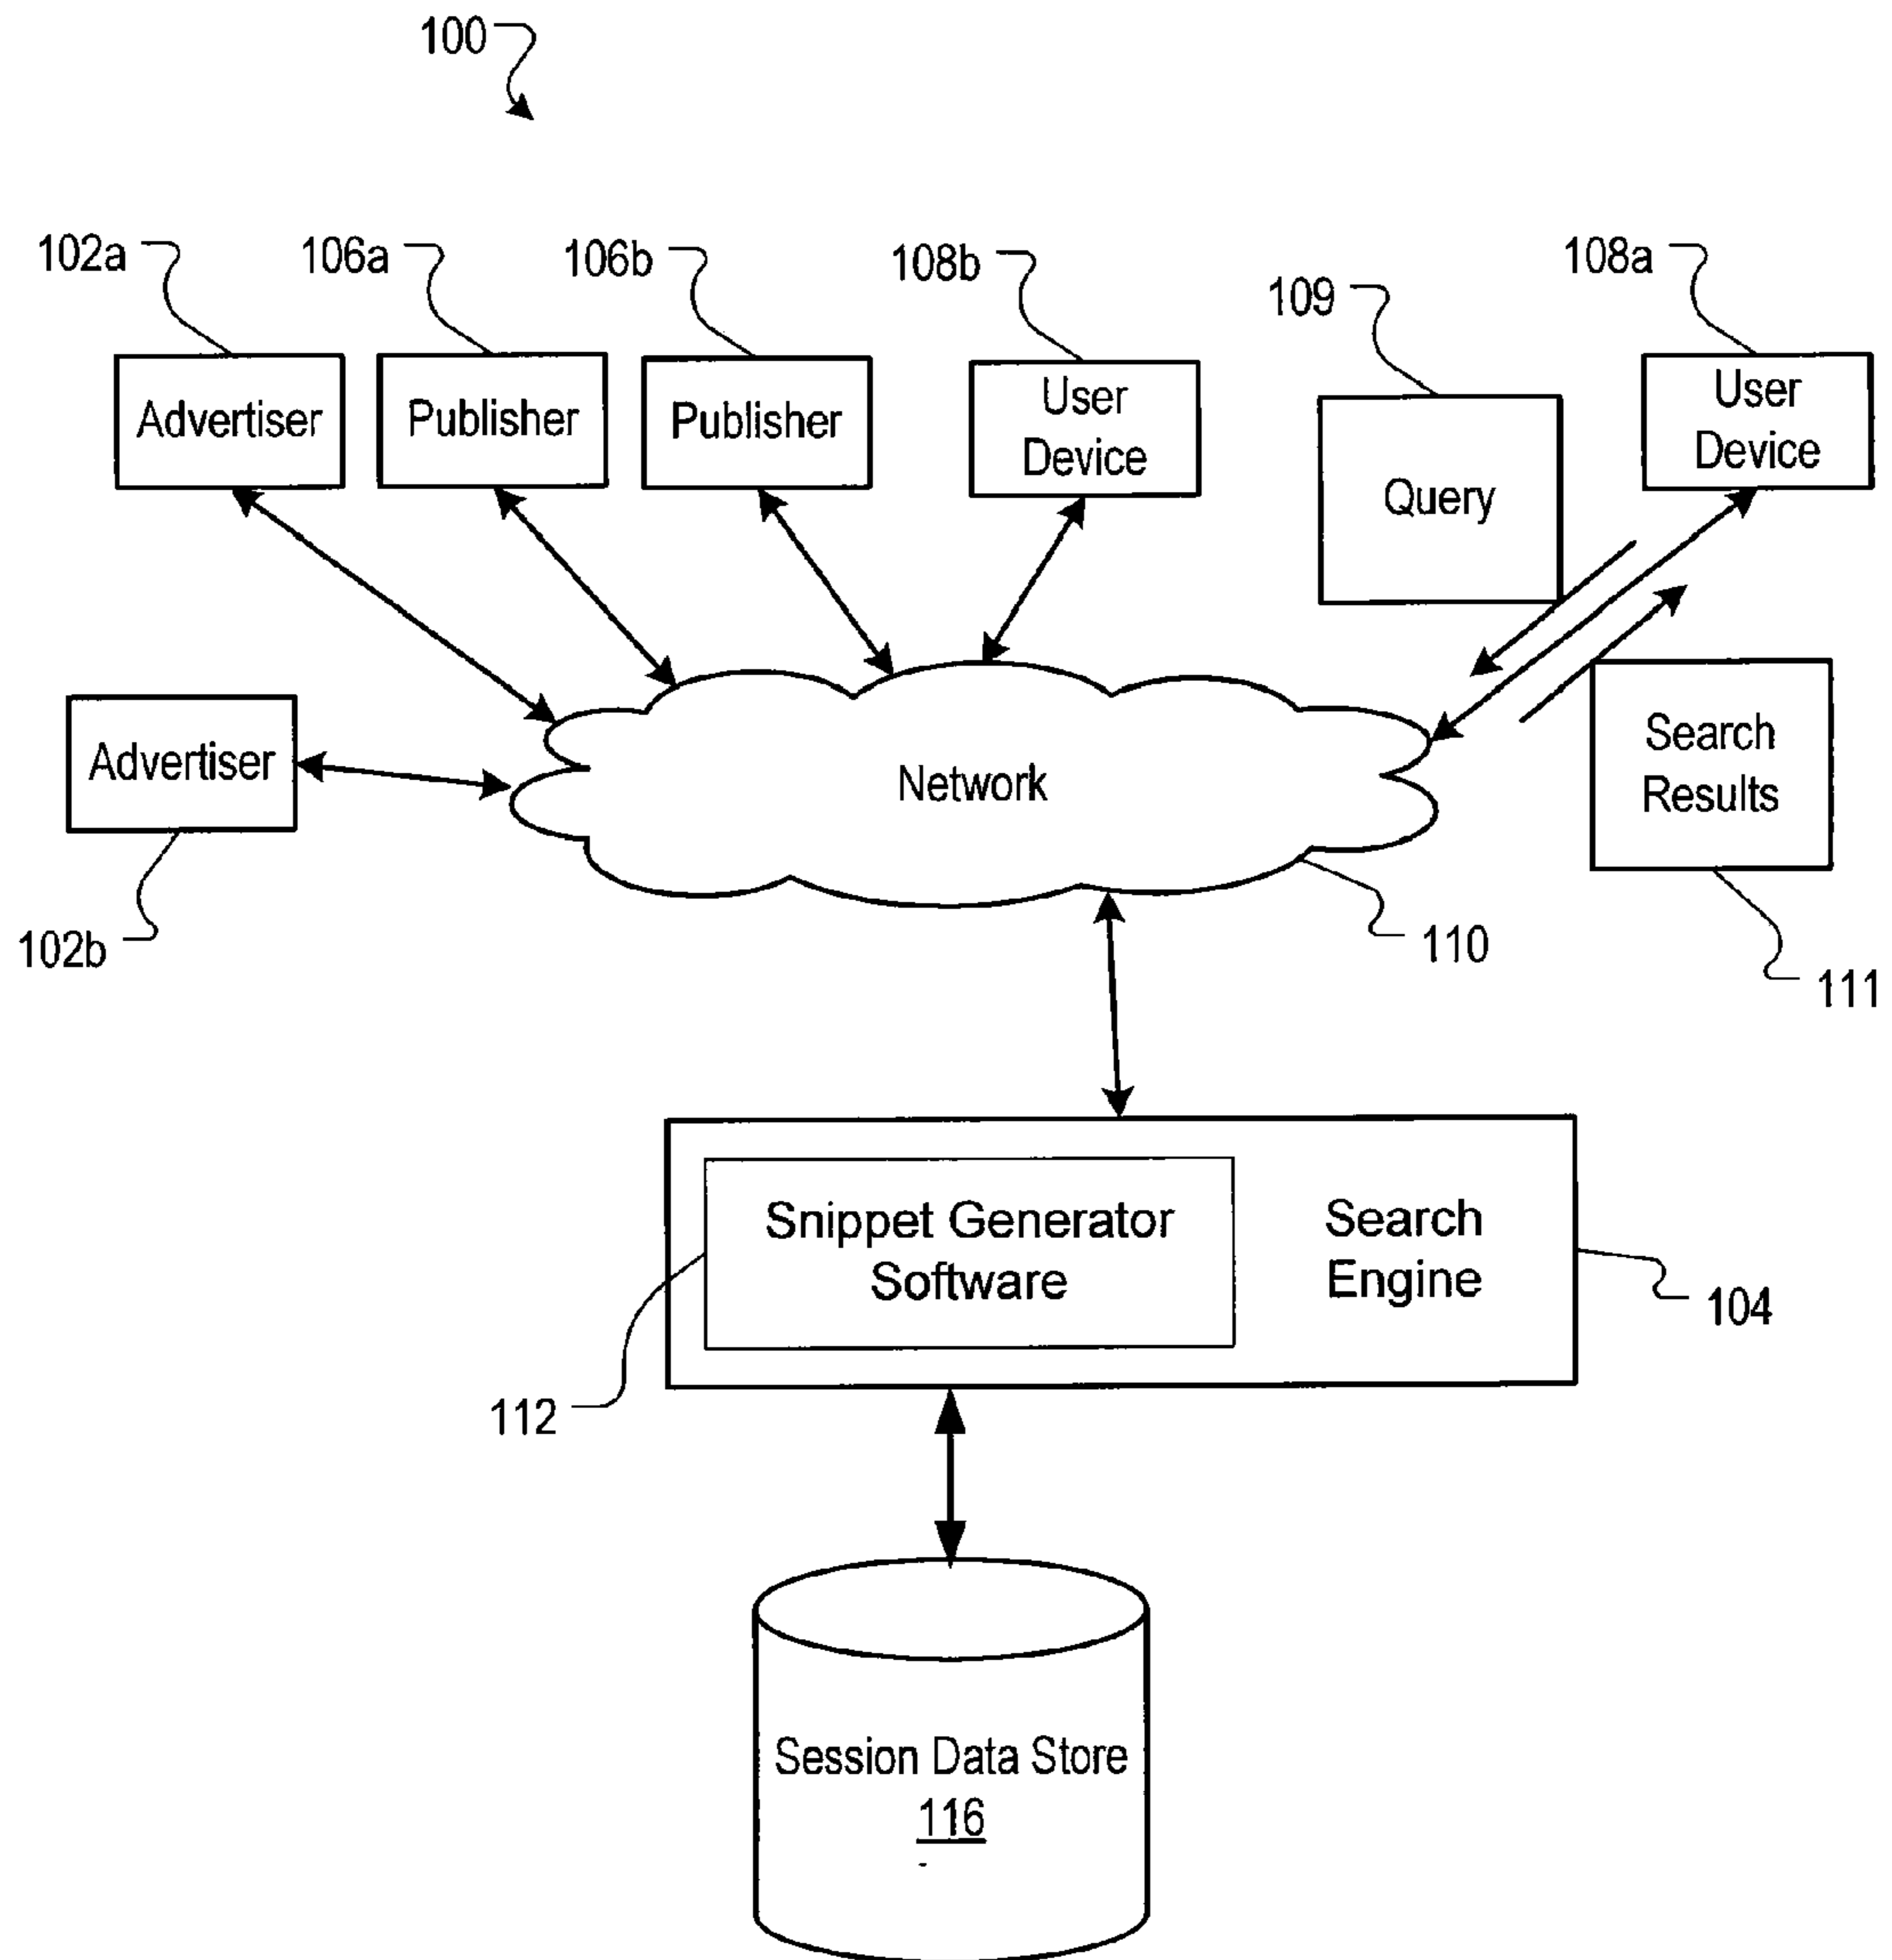 100
102a
106a
106b
108b
109
108a
Advertiser
Publisher
Publisher
User
Device
Query
User
Device
Advertiser
Network
Search
Results
102b
110
111
Snippet Generator
Software
Search
Engine
104
112
Session Data Store
116